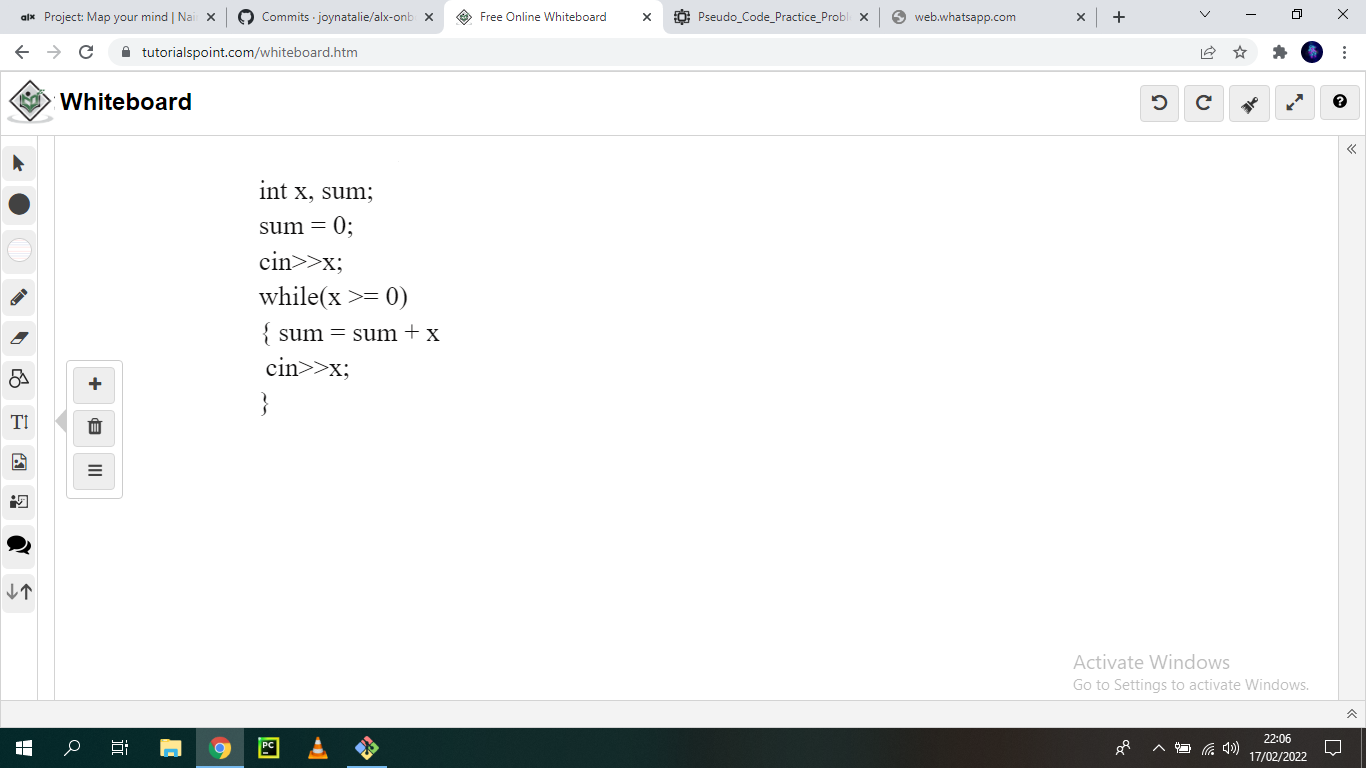 alx Project: Map your mind | Nai
Commits · joynatalie/alx-onb
Free Online Whiteboard
Pseudo_Code_Practice_Probl
web.whatsapp.com
tutorialspoint.com/whiteboard.htm
Whiteboard
int x, sum;
sum = 0;
cin>>x;
while(x >= 0)
{ sum = sum + x
cin>>x;
}
Activate Windows
Go to Settings to activate Windows.
22:06
17/02/2022